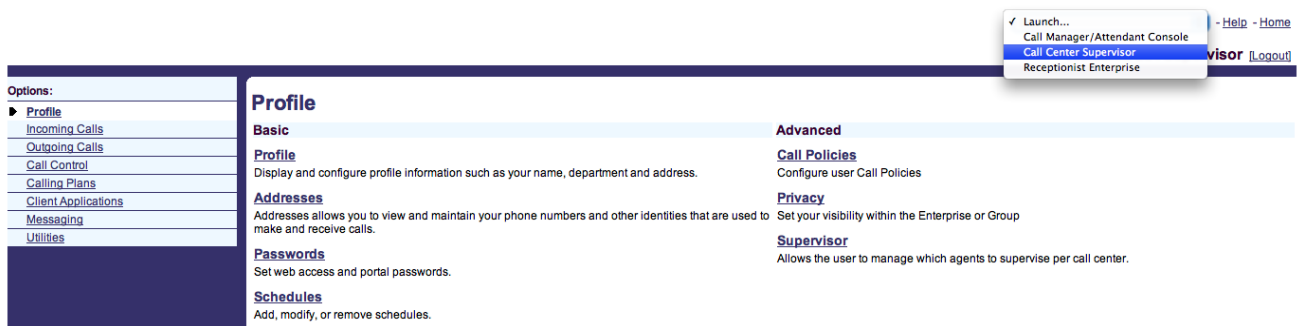 ✓ Launch...
Call Manager/Attendant Console
Call Center Supervisor
Receptionist Enterprise
- Help - Home
visor [Logout]
Options:
Profile
Incoming Calls
Outgoing Calls
Call Control
Calling Plans
Client Applications
Messaging
Utilities
Profile
Basic
Profile
Display and configure profile information such as your name, department and address.
Addresses
Addresses allows you to view and maintain your phone numbers and other identities that are used to
make and receive calls.
Passwords
Set web access and portal passwords.
Schedules
Add, modify, or remove schedules.
Advanced
Call Policies
Configure user Call Policies
Privacy
Set your visibility within the Enterprise or Group
Supervisor
Allows the user to manage which agents to supervise per call center.